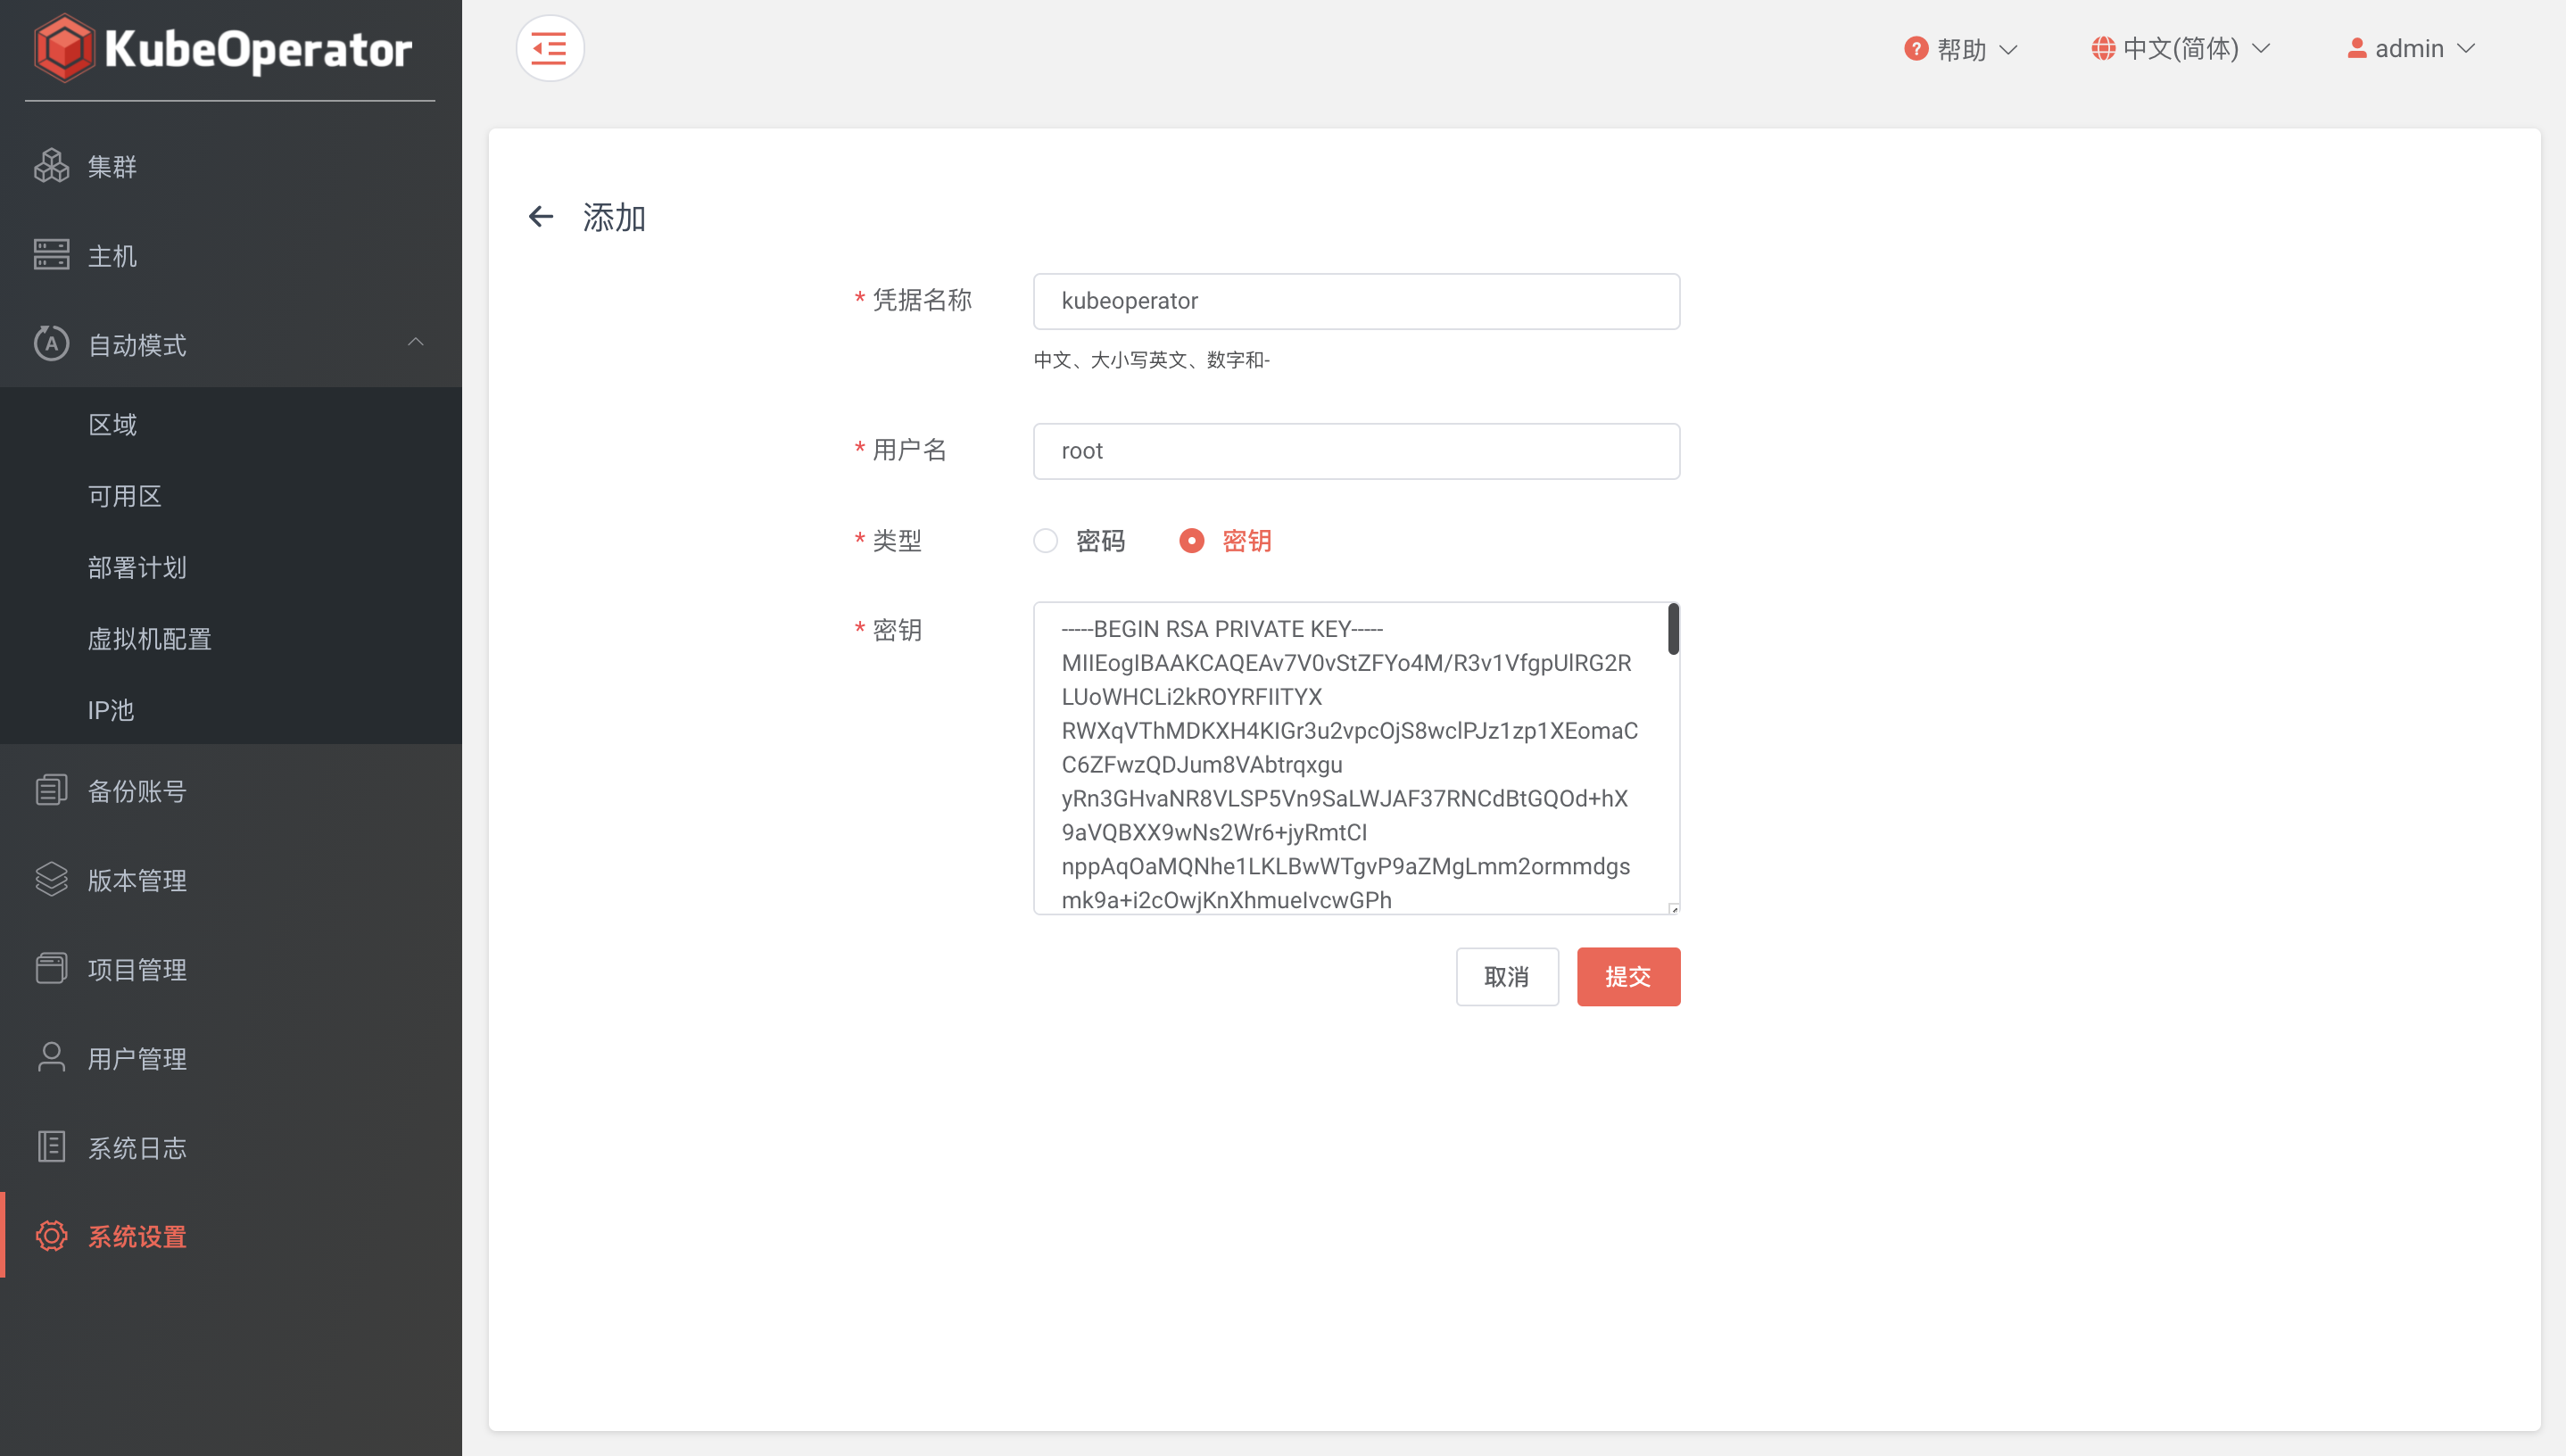 KubeOperator
帮助
中文(简体)
admin
集群
主机
自动模式
区域
可用区
部署计划
虚拟机配置
IP池
备份账号
版本管理
项目管理
用户管理
系统日志
系统设置
添加
* 凭据名称
kubeoperator
中文、大小写英文、数字和-
* 用户名
root
* 类型
密码
密钥
* 密钥
-----BEGIN RSA PRIVATE KEY-----
MIIEogIBAAKCAQEAv7V0vStZFYo4M/R3v1VfgpUlRG2R
LUoWHCLi2kROYRFIITYX
RWXqVThMDKXH4KIGr3u2vpcOjS8wclPJz1zp1XEomaC
C6ZFwzQDJum8VAbtrqxgu
yRn3GHvaNR8VLSP5Vn9SaLWJAF37RNCdBtGQOd+hX
9aVQBXX9wNs2Wr6+jyRmtCI
nppAqOaMQNhe1LKLBwWTgvP9aZMgLmm2ormmdgs
mk9a+i2cOwjKnXhmueIvcwGPh
取消
提交